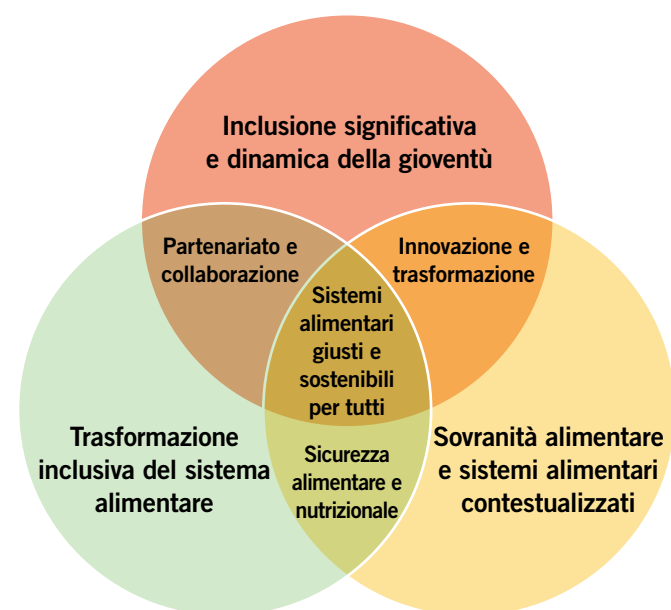 Inclusione significativa
e dinamica della gioventù
Partenariato e
collaborazione
Innovazione e
trasformazione
Sistemi
alimentari
giusti e
sostenibili
per tutti
Trasformazione
inclusiva del sistema
alimentare
Sicurezza
alimentare e
nutrizionale
Sovranità alimentare
e sistemi alimentari
contestualizzati